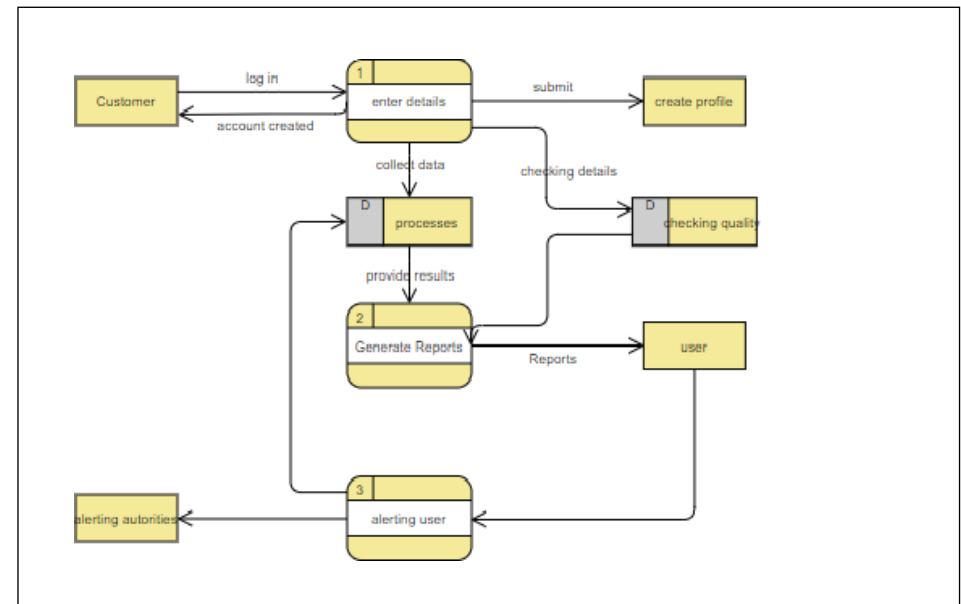 1
log in
submit
Customer
enter details
create profile
account created
collect data
checking details
D
D
processes
checking quality
provide results
2
Generate Reports
user
Reports
3
alerting autorities
alerting user